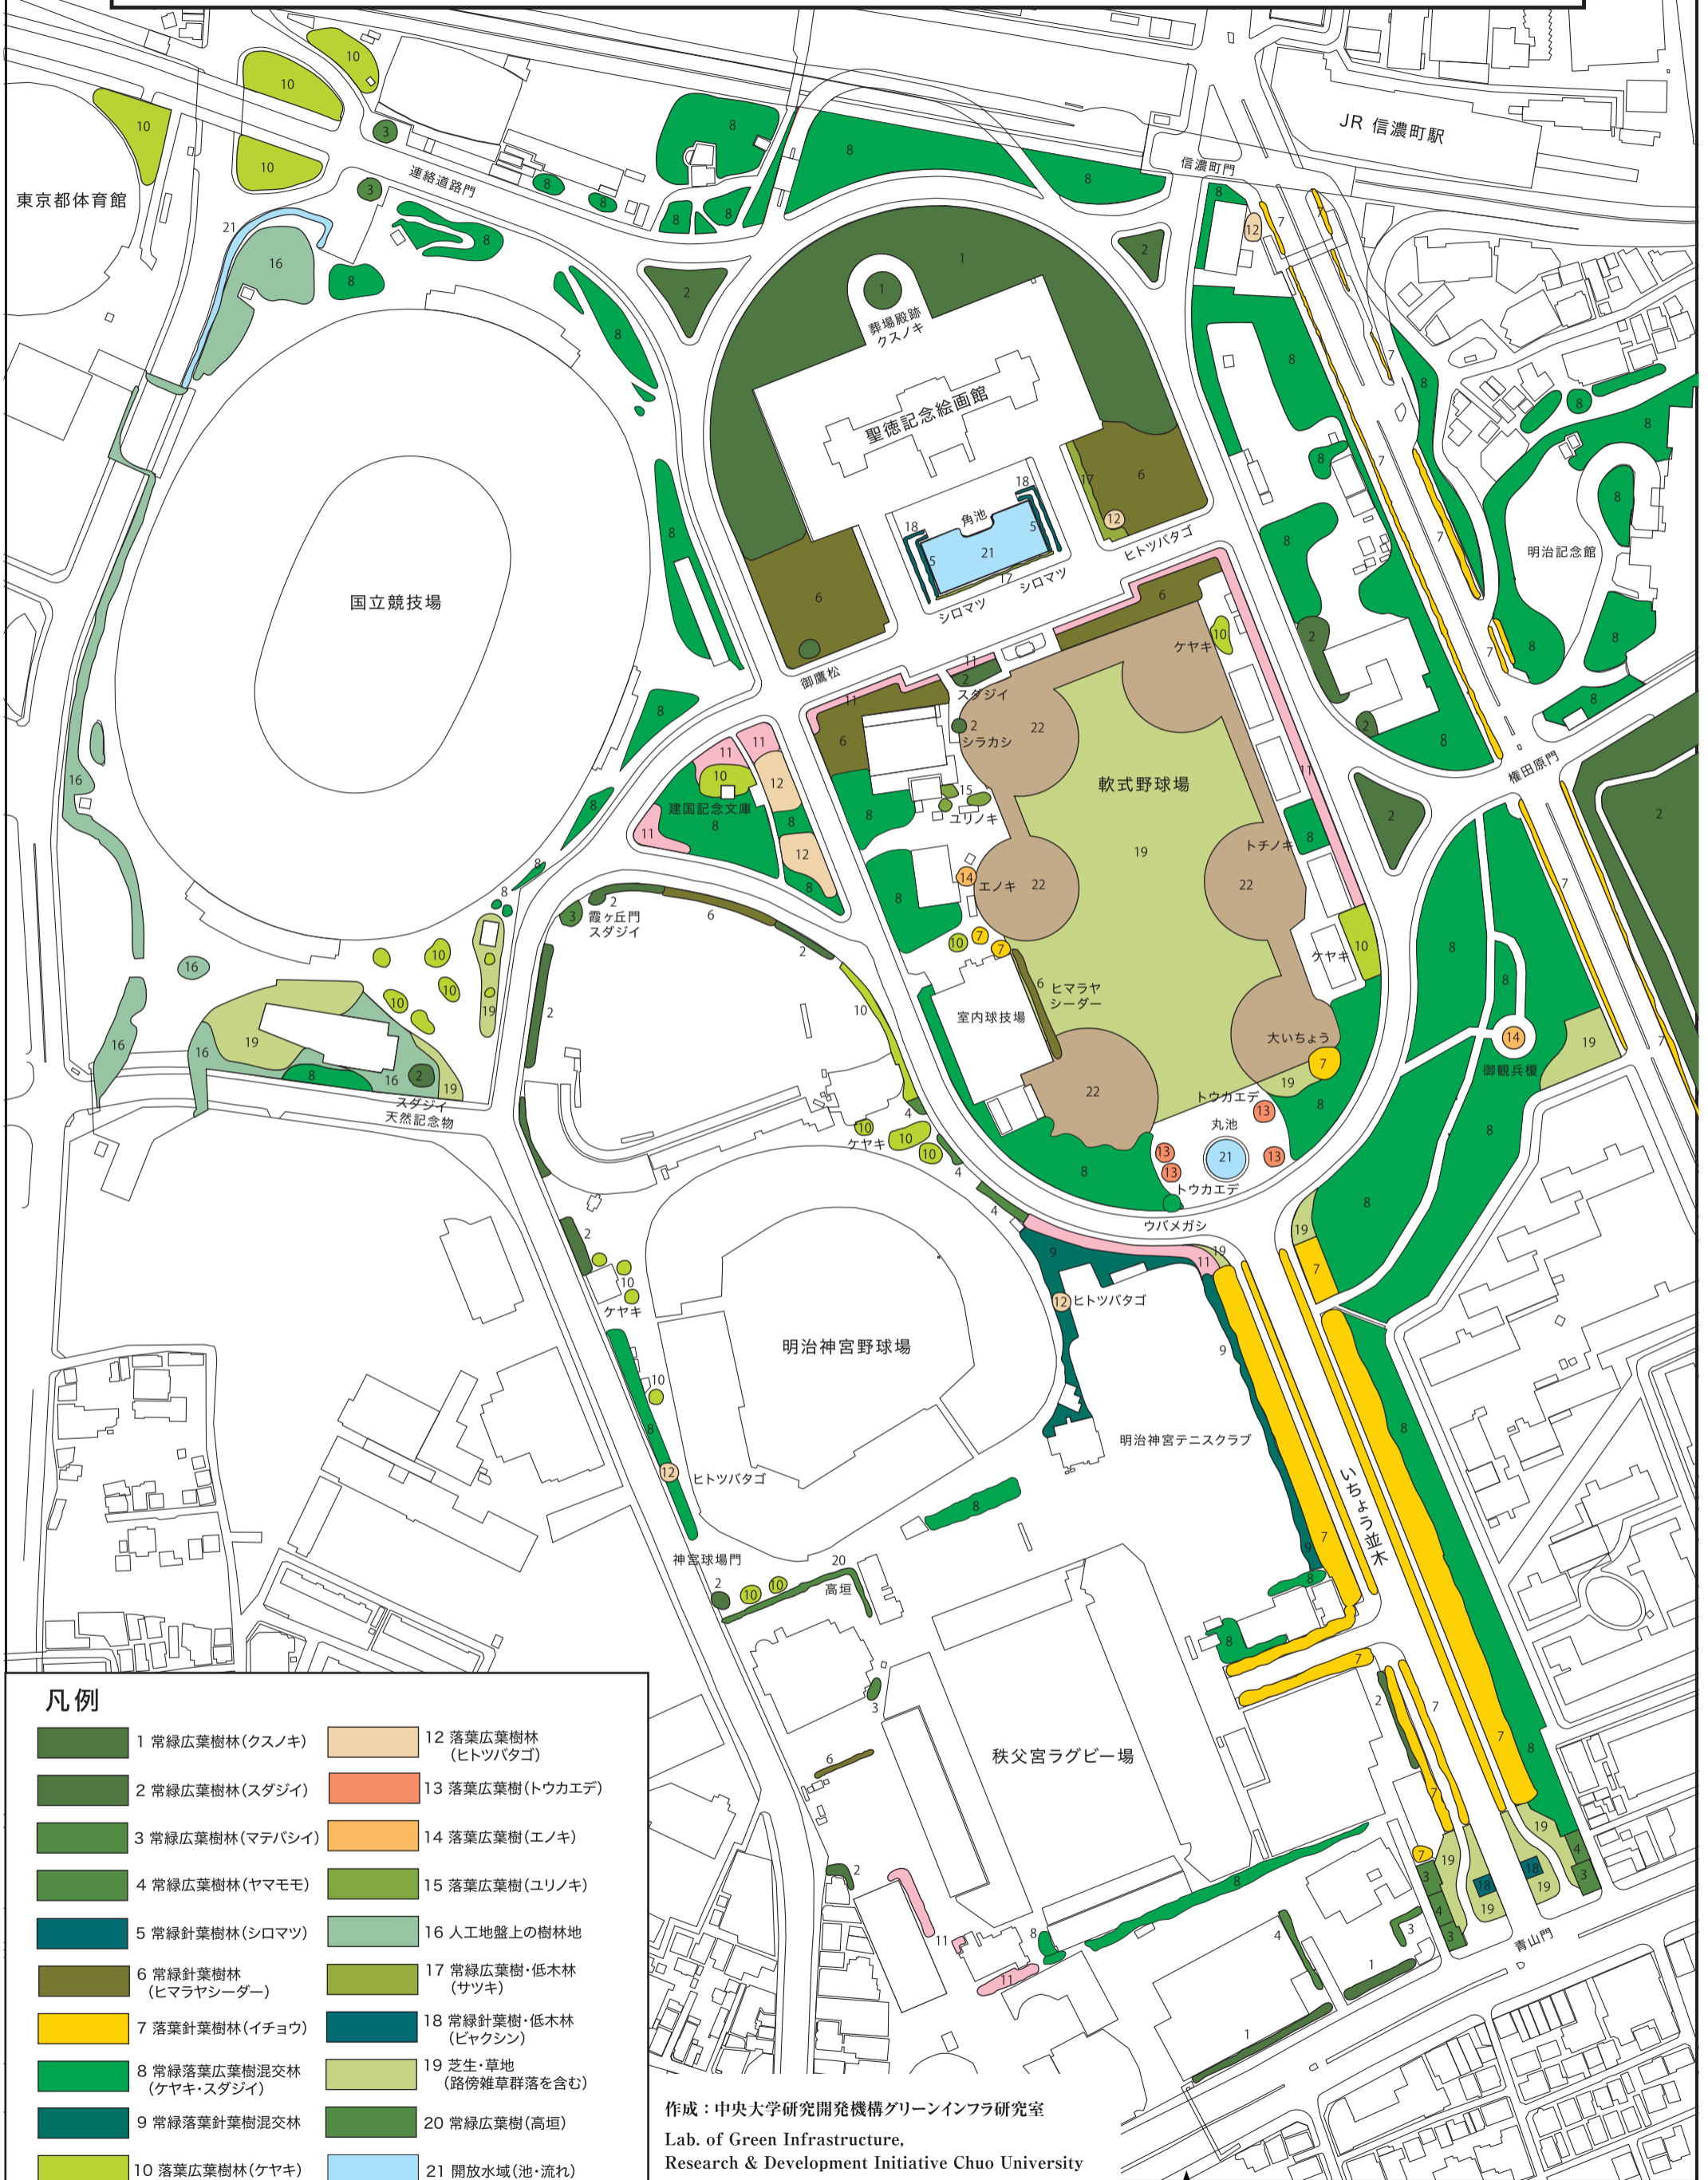 JR 信濃町駅
信濃町門
東京都体育館
連絡道路門
葬場殿跡
クスノキ
聖徳記念絵画館
角池
シロマツ
シロマツ
ヒトツバタゴ
明治記念館
国立競技場
御鷹松
スダジイ
シラカシ
ケヤキ
軟式野球場
権田原門
建国記念文庫
ユリノキ
トチノキ
エノキ
霞ヶ丘門
スダジイ
ケヤキ
ヒマラヤ
シーダー
室内球技場
大いちょう
御観兵榎
スダジイ
天然記念物
トウカエデ
丸池
ケヤキ
トウカエデ
ウバメガシ
ヒトツバタゴ
ケヤキ
明治神宮野球場
明治神宮テニスクラブ
ヒトツバタゴ
いちょう並木
神宮球場門
高垣
秩父宮ラグビー場
青山門
凡例
1 常緑広葉樹林(クスノキ)
2 常緑広葉樹林(スダジイ)
3 常緑広葉樹林(マテバシイ)
4 常緑広葉樹林(ヤマモモ)
5 常緑針葉樹林(シロマツ)
6 常緑針葉樹林
(ヒマラヤシーダー)
7 落葉針葉樹林(イチョウ)
8 常緑落葉広葉樹混交林
(ケヤキ・スダジイ)
9 常緑落葉針葉樹混交林
10 落葉広葉樹林(ケヤキ)
12 落葉広葉樹林
(ヒトツバタゴ)
13 落葉広葉樹(トウカエデ)
14 落葉広葉樹(エノキ)
15 落葉広葉樹(ユリノキ)
16 人工地盤上の樹林地
17 常緑広葉樹・低木林
(サツキ)
18 常緑針葉樹・低木林
(ビャクシン)
19 芝生・草地
(路傍雑草群落を含む)
20 常緑広葉樹(高垣)
21 開放水域(池・流れ)
作成：中央大学研究開発機構グリーンインフラ研究室
Lab. of Green Infrastructure,
Research & Development Initiative Chuo University